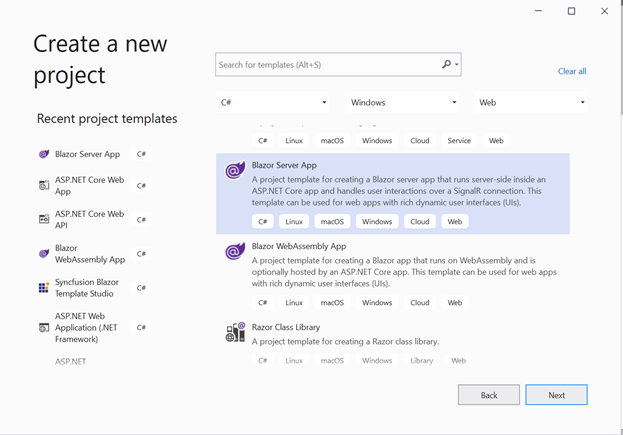 Create a new
project
Search for templates (Alt+S)
Clear all
C#
Windows
Web
Recent project templates
Blazor Server App
C#
ASP.NET Core Web
App
C#
ASP.NET Core Web
API
C#
Blazor
WebAssembly App
C#
Syncfusion Blazor
Template Studio
C#
ASP.NET Web
Application (.NET
Framework)
C#
ASP.NET
C# Linux macOS Windows Cloud Service Web
Blazor Server App
A project template for creating a Blazor server app that runs server-side inside an
ASP.NET Core app and handles user interactions over a SignalR connection. This
template can be used for web apps with rich dynamic user interfaces (UIs).
C# Linux macOS Windows Cloud Web
Blazor WebAssembly App
A project template for creating a Blazor app that runs on WebAssembly and is
optionally hosted by an ASP.NET Core app. This template can be used for web apps
with rich dynamic user interfaces (UIs).
C# Linux macOS Windows Cloud Web
Razor Class Library
A project template for creating a Razor class library.
C# Linux macOS Windows Library Web
Back
Next